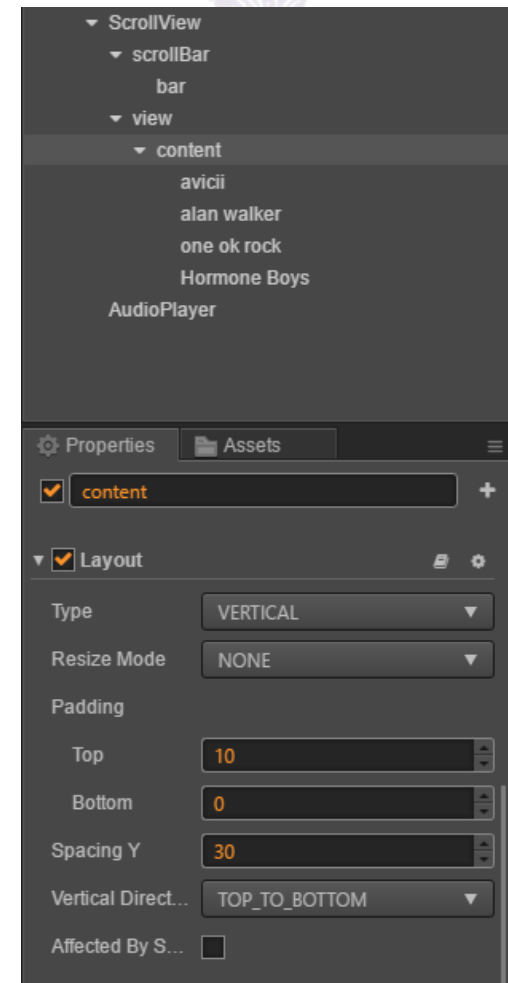 ScrollView
scrollBar
bar
view
content
avicii
alan walker
one ok rock
Hormone Boys
AudioPlayer
Properties Assets
content
Layout
Type VERTICAL
Resize Mode NONE
Padding
Top 10
Bottom 0
Spacing Y 30
Vertical Direct... TOP_TO_BOTTOM
Affected By S...